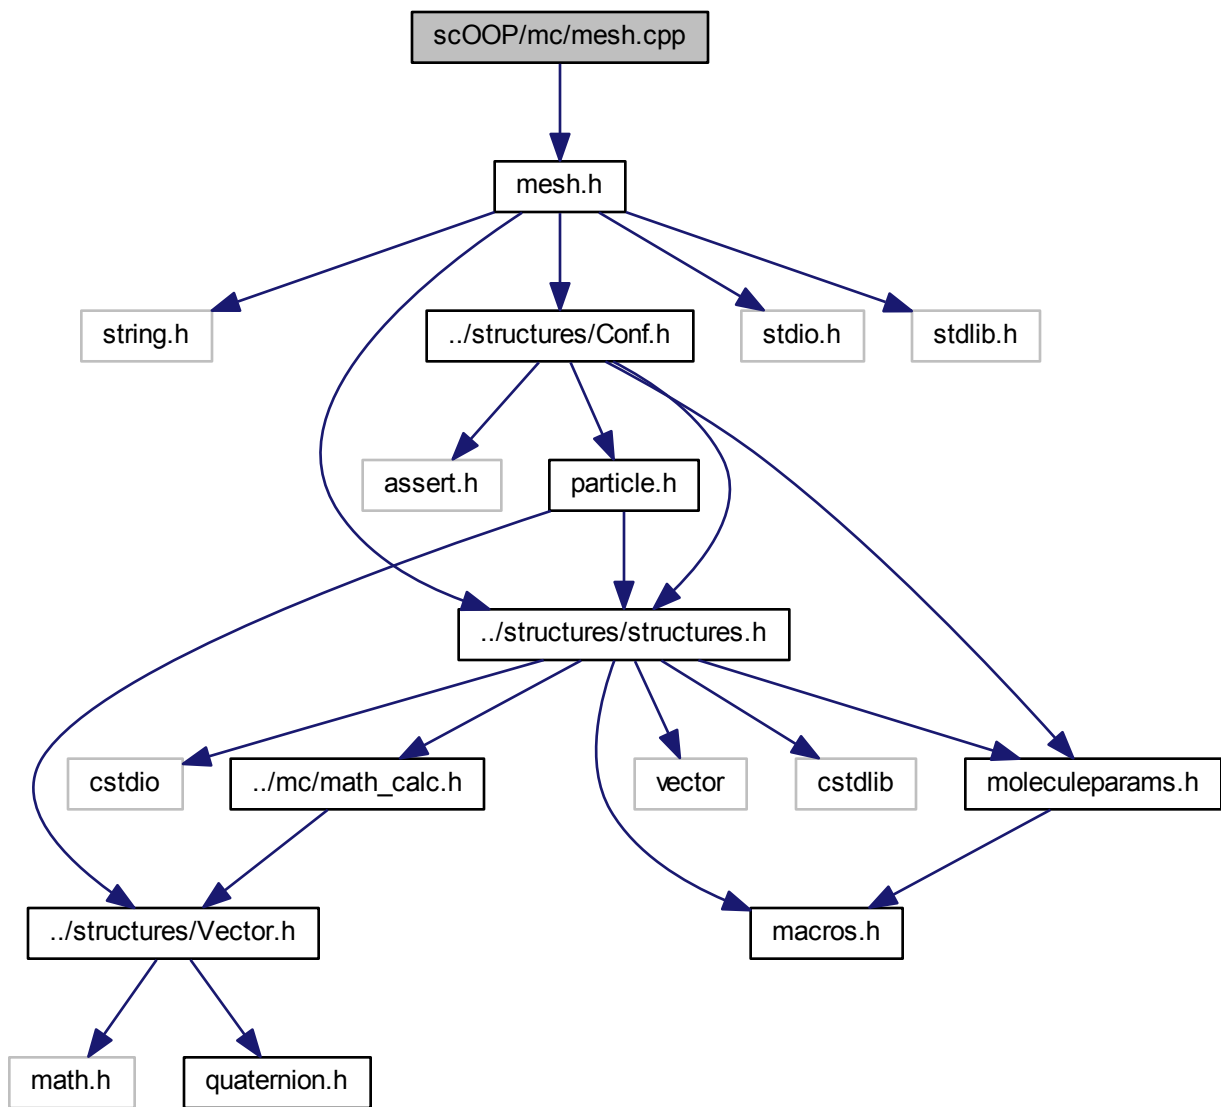 scOOP/mc/mesh.cpp
mesh.h
string.h
../structures/Conf.h
stdio.h
stdlib.h
assert.h
particle.h
../structures/structures.h
cstdio
../mc/math_calc.h
vector
cstdlib
moleculeparams.h
../structures/Vector.h
macros.h
math.h
quaternion.h